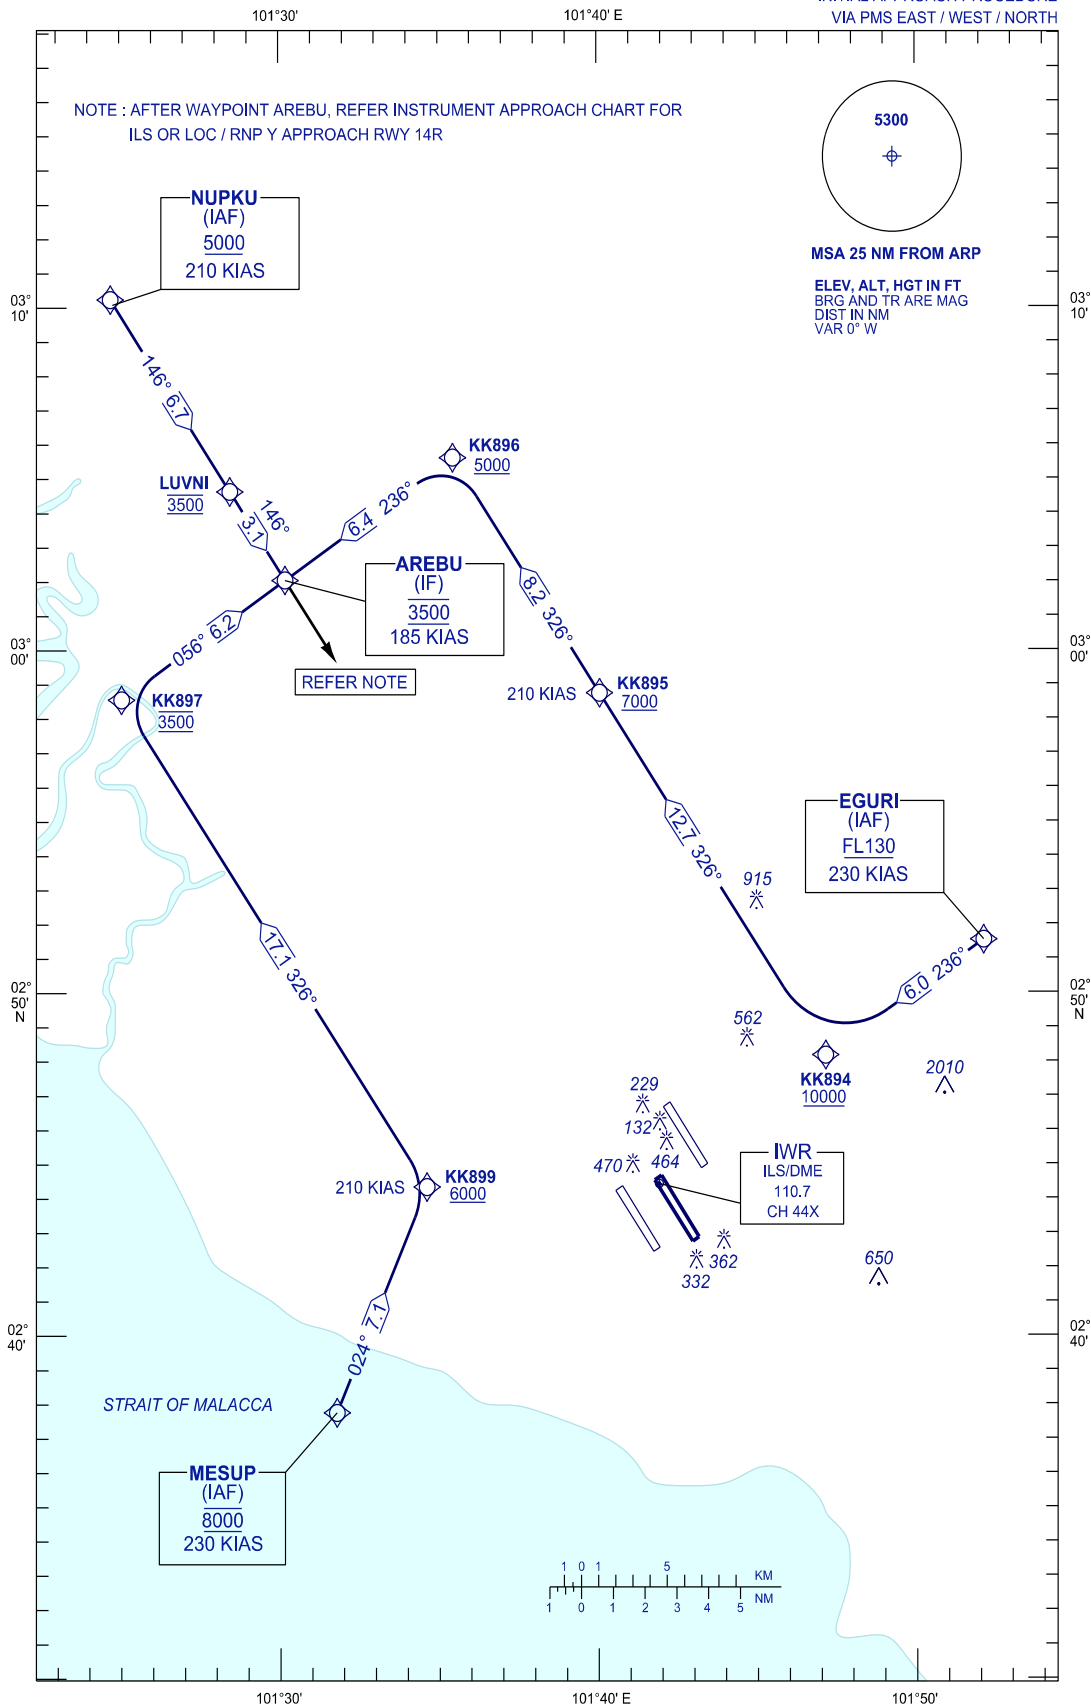 VIA PMS EAST / WEST / NORTH
101°30'
101°40' E
NOTE : AFTER WAYPOINT AREBU, REFER INSTRUMENT APPROACH CHART FOR
ILS OR LOC / RNP Y APPROACH RWY 14R
5300
MSA 25 NM FROM ARP
ELEV, ALT, HGT IN FT
BRG AND TR ARE MAG
DIST IN NM
VAR 0° W
NUPKU
(IAF)
5000
210 KIAS
03°
10'
03°
10'
146° 6.7
LUVNI
3500
146°
3.1
KK896
5000
6.4 236°
AREBU
(IF)
3500
185 KIAS
8.2 326°
056° 6.2
REFER NOTE
03°
00'
03°
00'
KK897
3500
210 KIAS
KK895
7000
EGURI
(IAF)
FL130
230 KIAS
12.7 326°
915
17.1 326°
6.0 236°
02°
50'
N
02°
50'
N
562
KK894
10000
2010
229
132
470
464
IWR
ILS/DME
110.7
CH 44X
210 KIAS
KK899
6000
362
332
650
02°
40'
02°
40'
024° 7.1
STRAIT OF MALACCA
MESUP
(IAF)
8000
230 KIAS
1 0 1 5 KM
1 0 1 2 3 4 5 NM
101°30'
101°40' E
101°50'